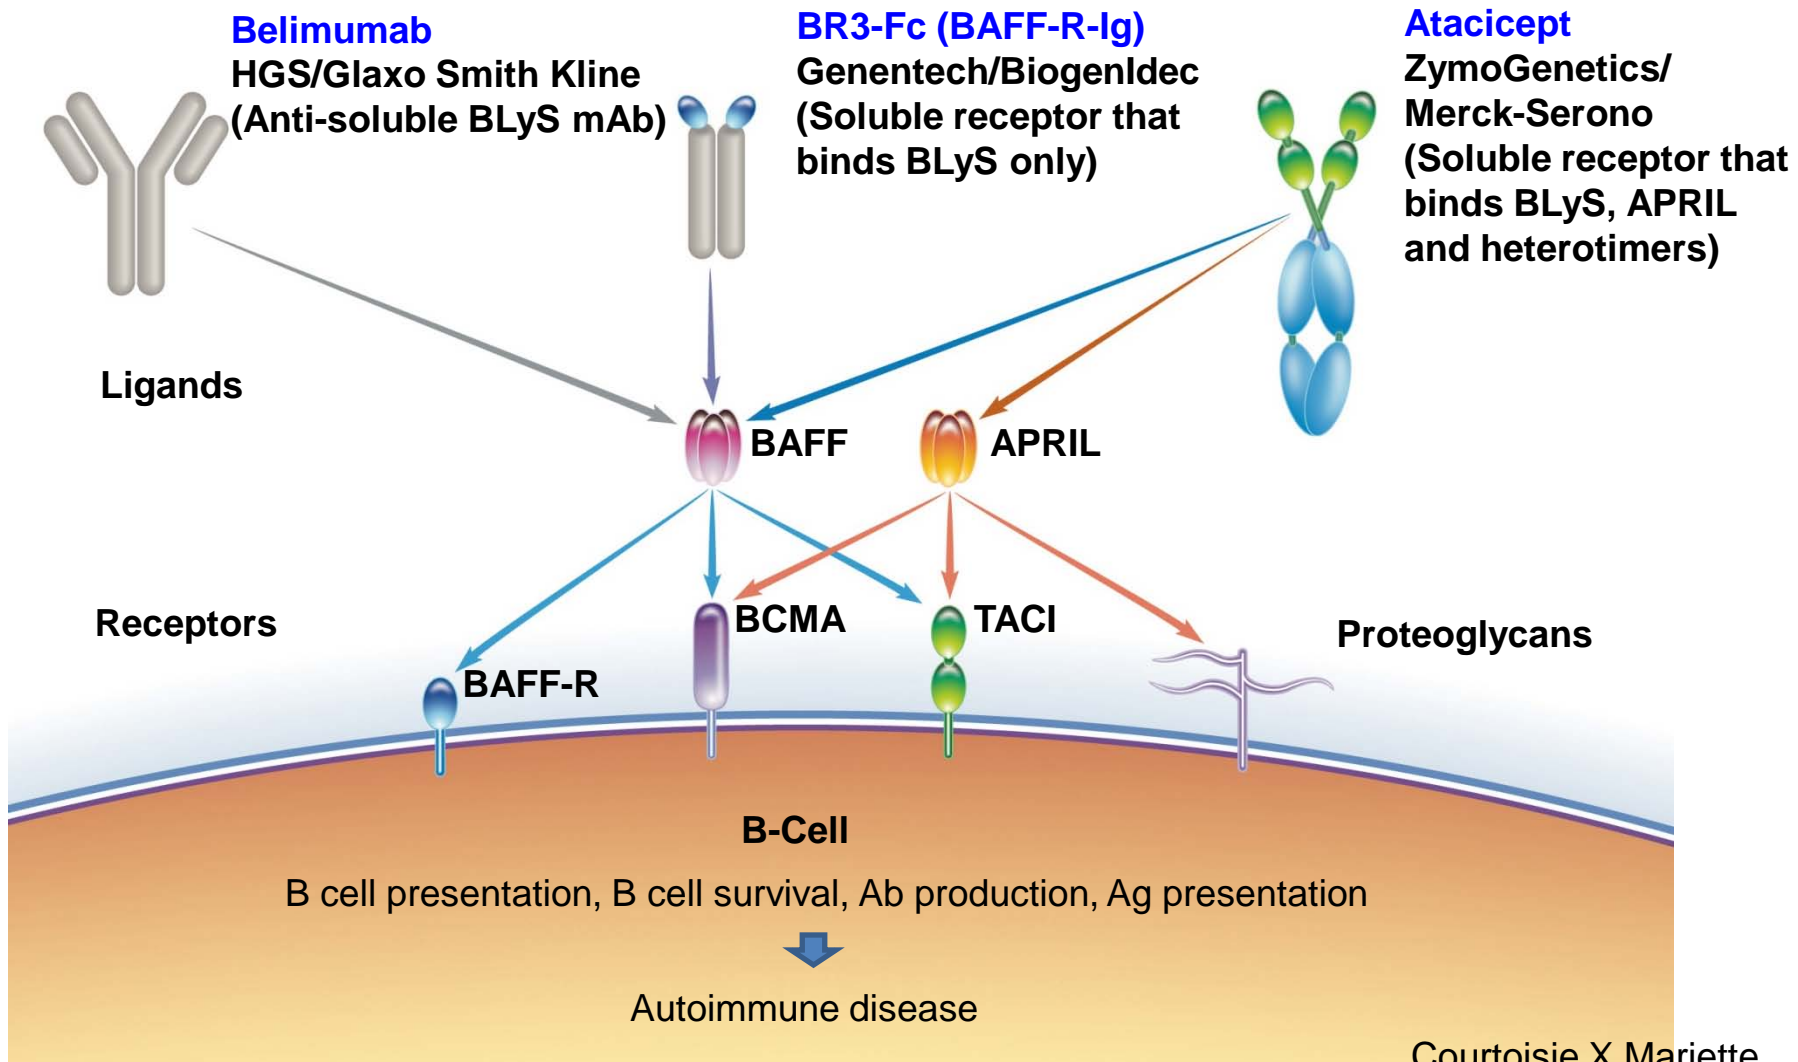 Belimumab
HGS/Glaxo Smith Kline
(Anti-soluble BLyS mAb)
BR3-Fc (BAFF-R-Ig)
Genentech/BiogenIdec
(Soluble receptor that
binds BLyS only)
Atacicept
ZymoGenetics/
Merck-Serono
(Soluble receptor that
binds BLyS, APRIL
and heterotimers)
Ligands
BAFF
APRIL
Receptors
BCMA
TACI
Proteoglycans
BAFF-R
B-Cell
B cell presentation, B cell survival, Ab production, Ag presentation
Autoimmune disease
Courtoisie X Mariette